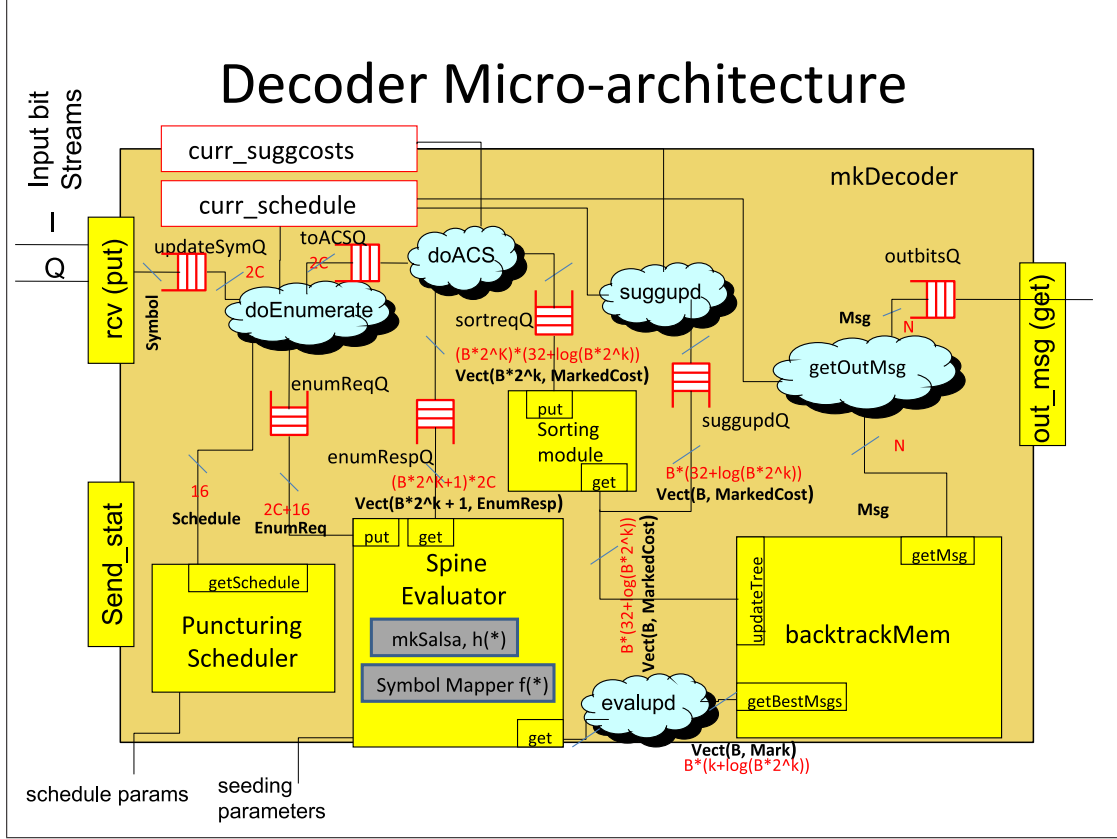 Decoder Micro-architecture
Input bit
Streams
I
Q
curr_suggcosts
curr_schedule
mkDecoder
rcv (put)
Symbol
updateSymQ
2C
toACSQ
2C
doEnumerate
doACS
suggupd
outbitsQ
out_msg (get)
Msg
N
getOutMsg
sortreqQ
(B*2^K)*(32+log(B*2^k))
Vect(B*2^k, MarkedCost)
enumReqQ
enumRespQ
(B*2^K+1)*2C
Vect(B*2^k + 1, EnumResp)
put
Sorting
module
get
suggupdQ
B*(32+log(B*2^k))
Vect(B, MarkedCost)
N
Msg
16
Schedule
2C+16
EnumReq
Send_stat
getSchedule
Puncturing
Scheduler
put
get
Spine
Evaluator
mkSalsa, h(*)
Symbol Mapper f(*)
get
B*(32+log(B*2^k))
Vect(B, MarkedCost)
updateTree
getMsg
backtrackMem
getBestMsgs
evalupd
Vect(B, Mark)
B*(k+log(B*2^k))
schedule params
seeding
parameters